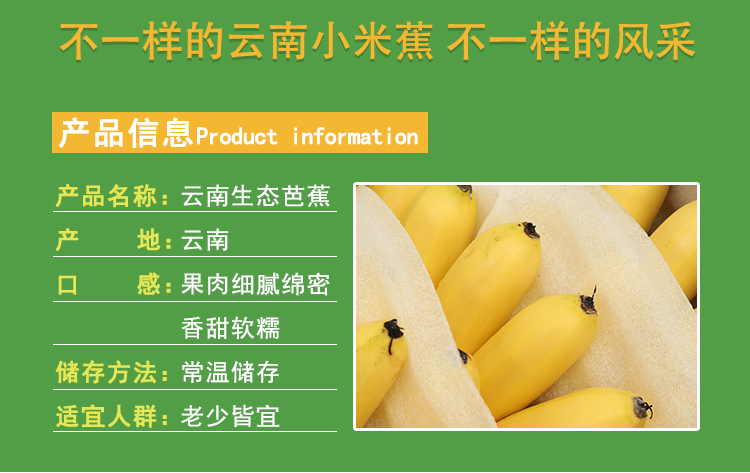 不一样的云南小米蕉 不一样的风采
产品信息Product information
产品名称：云南生态芭蕉
产地：云南
口感：果肉细腻绵密
香甜软糯
储存方法：常温储存
适宜人群：老少皆宜